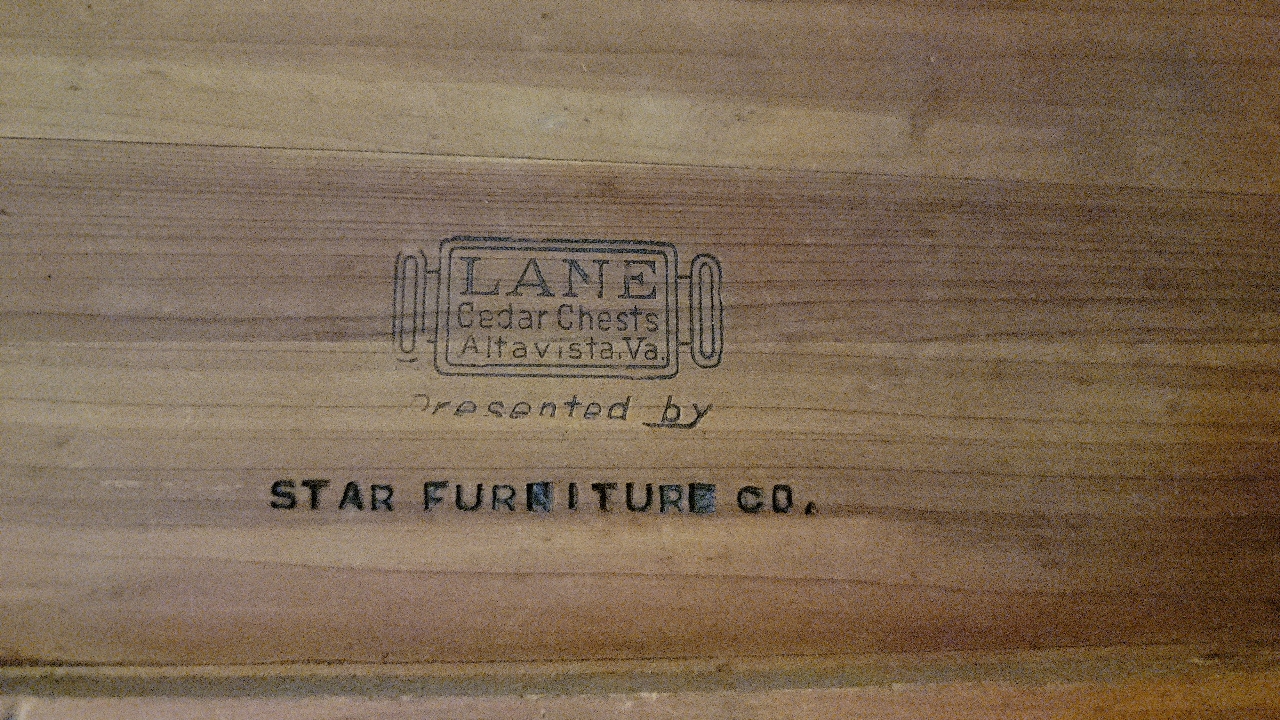 LANE
Cedar Chests
Altavista, Va.
Presented by
STAR FURNITURE CO.